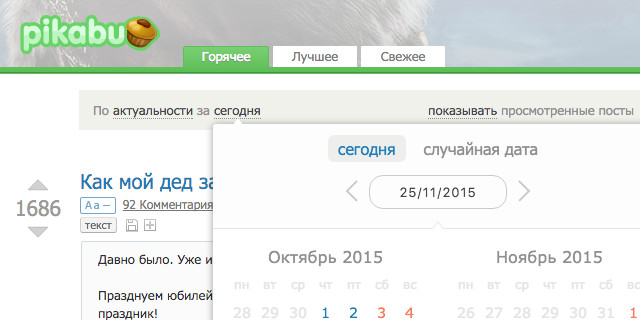 pikabu
Горячее Лучшее Свежее
По актуальности за сегодня показывать просмотренные посты
сегодня случайная дата
25/11/2015
1686
Как мой дед за
Aa – 92 Комментария
текст
Давно было. Уже и
Празднуем юбилей
праздник!
Октябрь 2015 Ноябрь 2015
пн вт ср чт пт сб вс пн вт ср чт пт сб вс
28 29 30 1 2 3 4 26 27 28 29 30 31 1